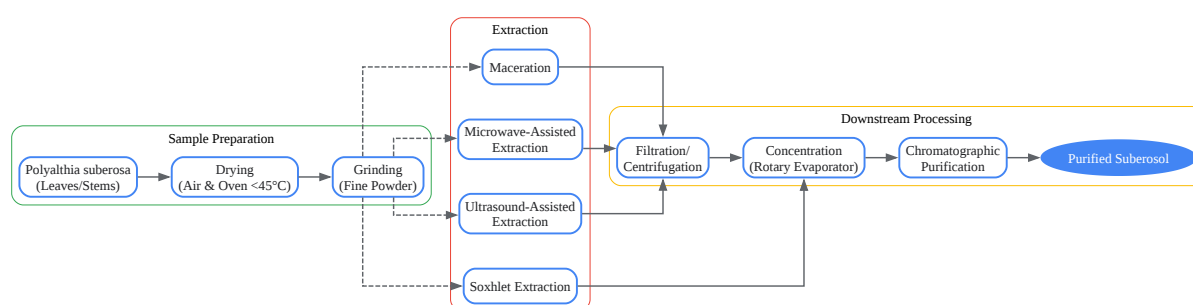 Extraction
Maceration
Downstream Processing
Sample Preparation
Microwave-Assisted
Extraction
Polyalthia suberosa
(Leaves/Stems)
Drying
(Air & Oven <45°C)
Grinding
(Fine Powder)
Filtration/
Centrifugation
Concentration
(Rotary Evaporator)
Chromatographic
Purification
Purified Suberosol
Ultrasound-Assisted
Extraction
Soxhlet Extraction